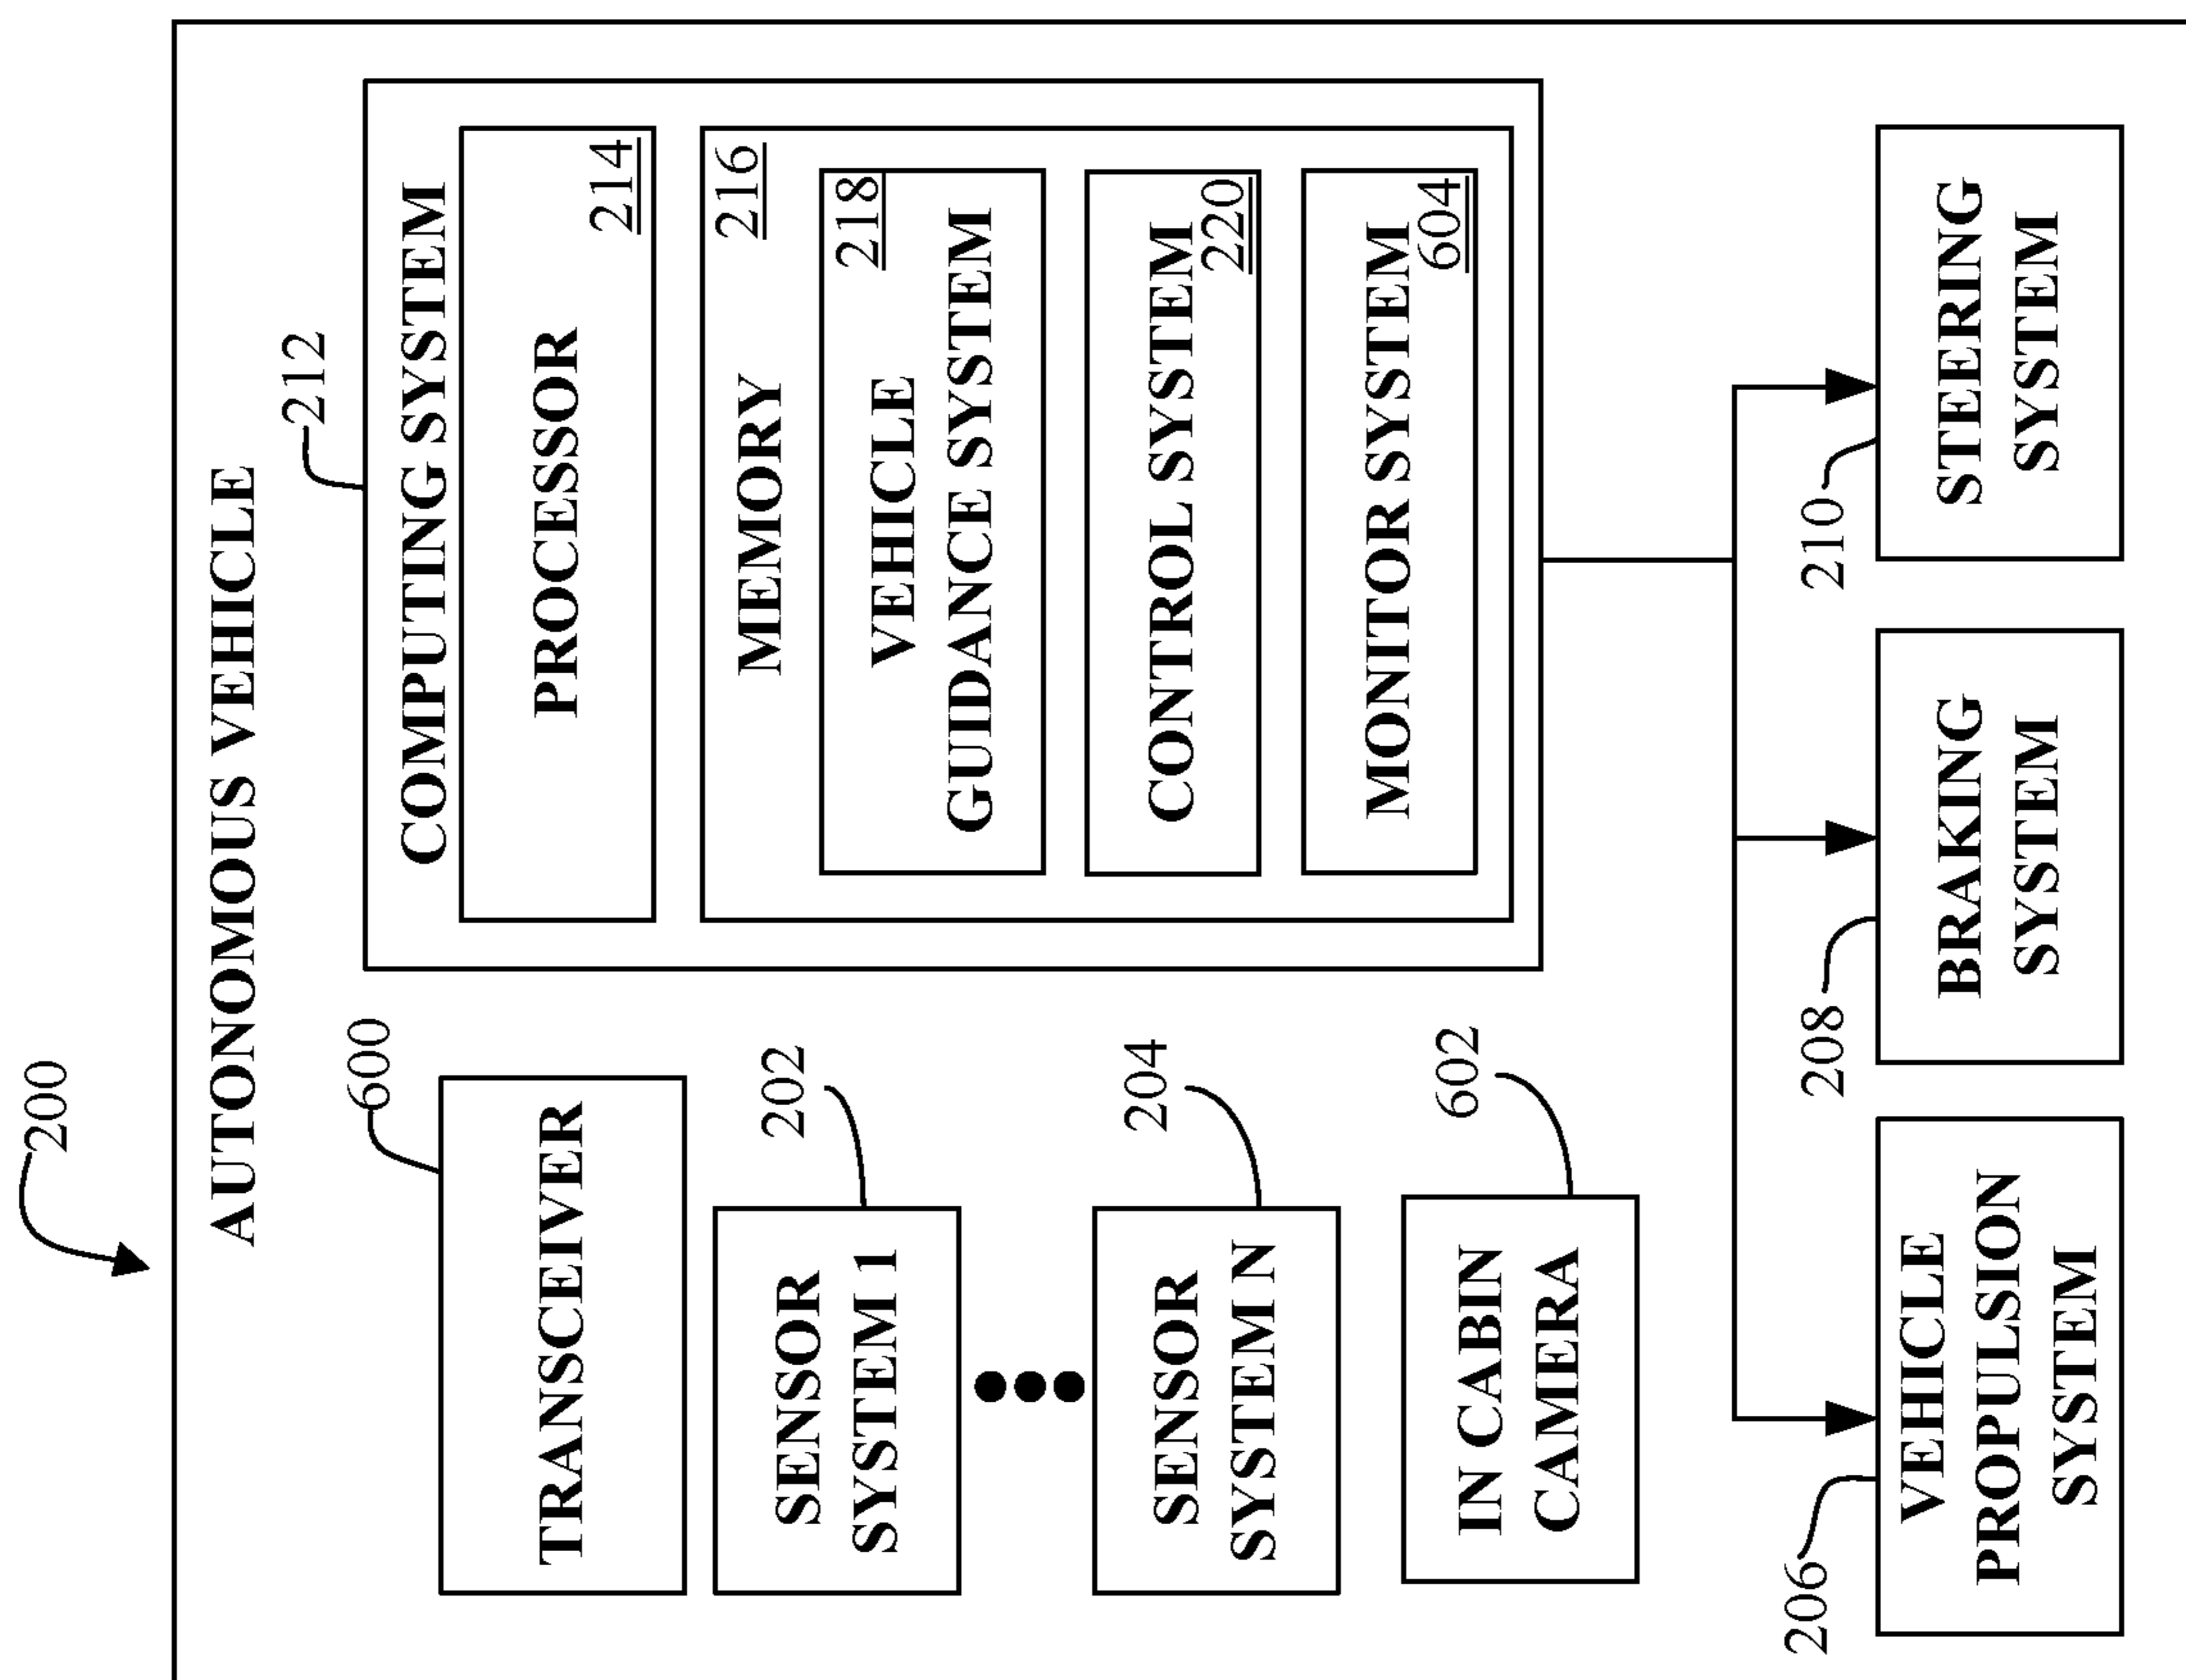 200
AUTONOMOUS VEHICLE
212
COMPUTING SYSTEM
PROCESSOR
214
MEMORY
216
VEHICLE
218
GUIDANCE SYSTEM
CONTROL SYSTEM
220
MONITOR SYSTEM
604
600
TRANSCEIVER
202
SENSOR
SYSTEM 1
204
SENSOR
SYSTEM N
602
IN CABIN
CAMERA
206
VEHICLE
PROPULSION
SYSTEM
208
BRAKING
SYSTEM
210
STEERING
SYSTEM